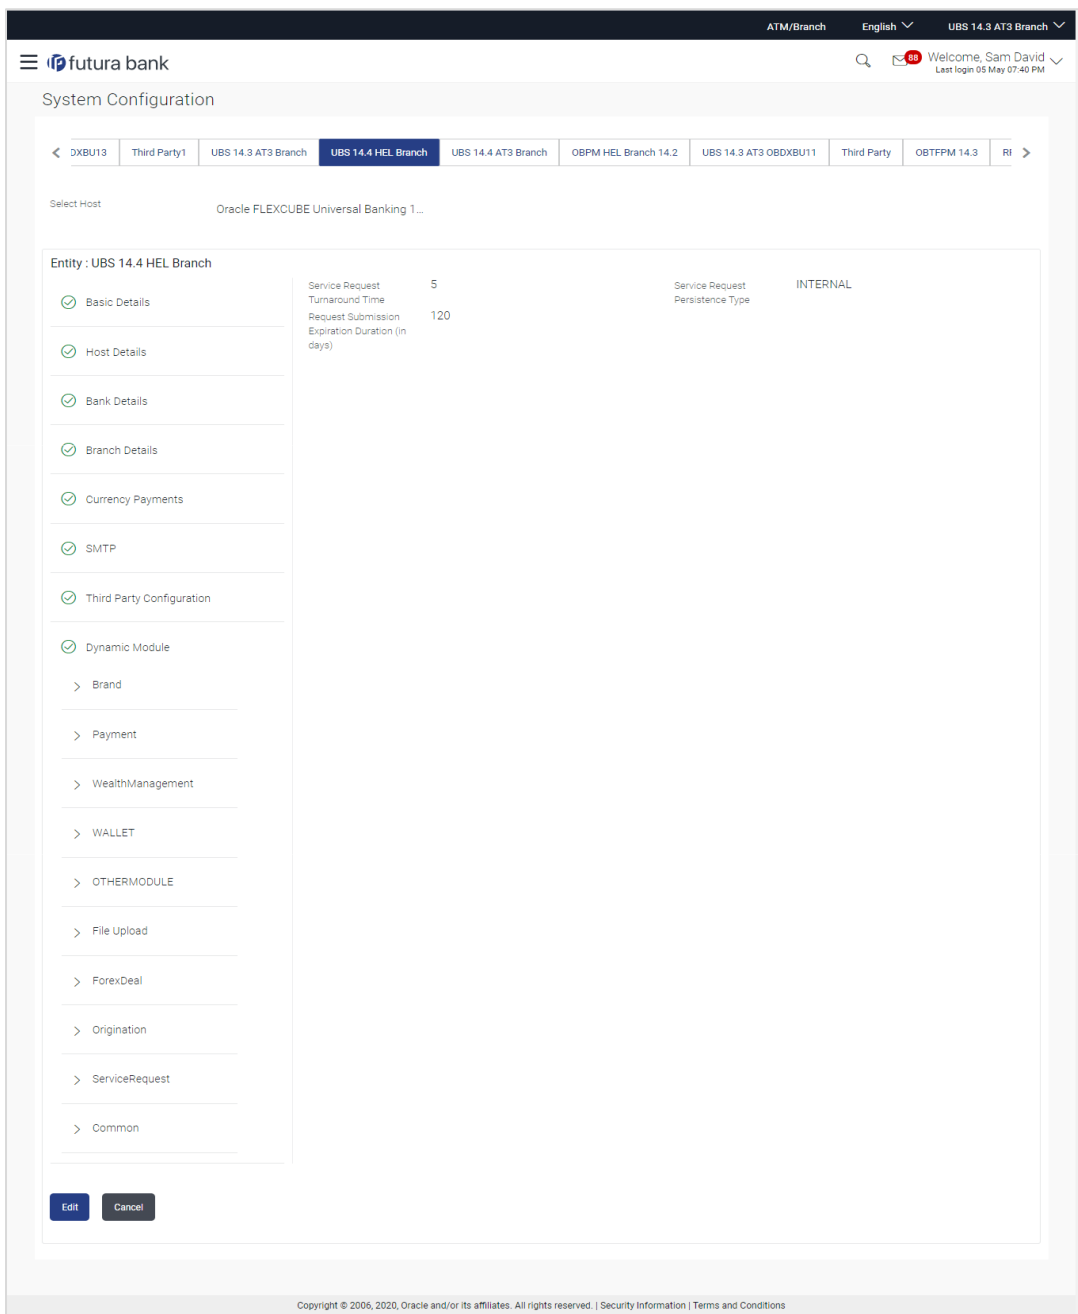 ATM/Branch English UBS 14.3 AT3 Branch
futura bank 88 Welcome, Sam David
Last login 05 May 07:40 PM
System Configuration
DXBU13 Third Party1 UBS 14.3 AT3 Branch UBS 14.4 HEL Branch UBS 14.4 AT3 Branch OBPM HEL Branch 14.2 UBS 14.3 AT3 OBDXBU11 Third Party OBTFPM 14.3
Select Host Oracle FLEXCUBE Universal Banking 1...
Entity : UBS 14.4 HEL Branch
Service Request Turnaround Time 5 Service Request Persistence Type INTERNAL
Request Submission Expiration Duration (in days) 120
Basic Details
Host Details
Bank Details
Branch Details
Currency Payments
SMTP
Third Party Configuration
Dynamic Module
Brand
Payment
WealthManagement
WALLET
OTHERMODULE
File Upload
ForexDeal
Origination
ServiceRequest
Common
Edit Cancel
Copyright © 2006, 2020, Oracle and/or its affiliates. All rights reserved. | Security Information | Terms and Conditions